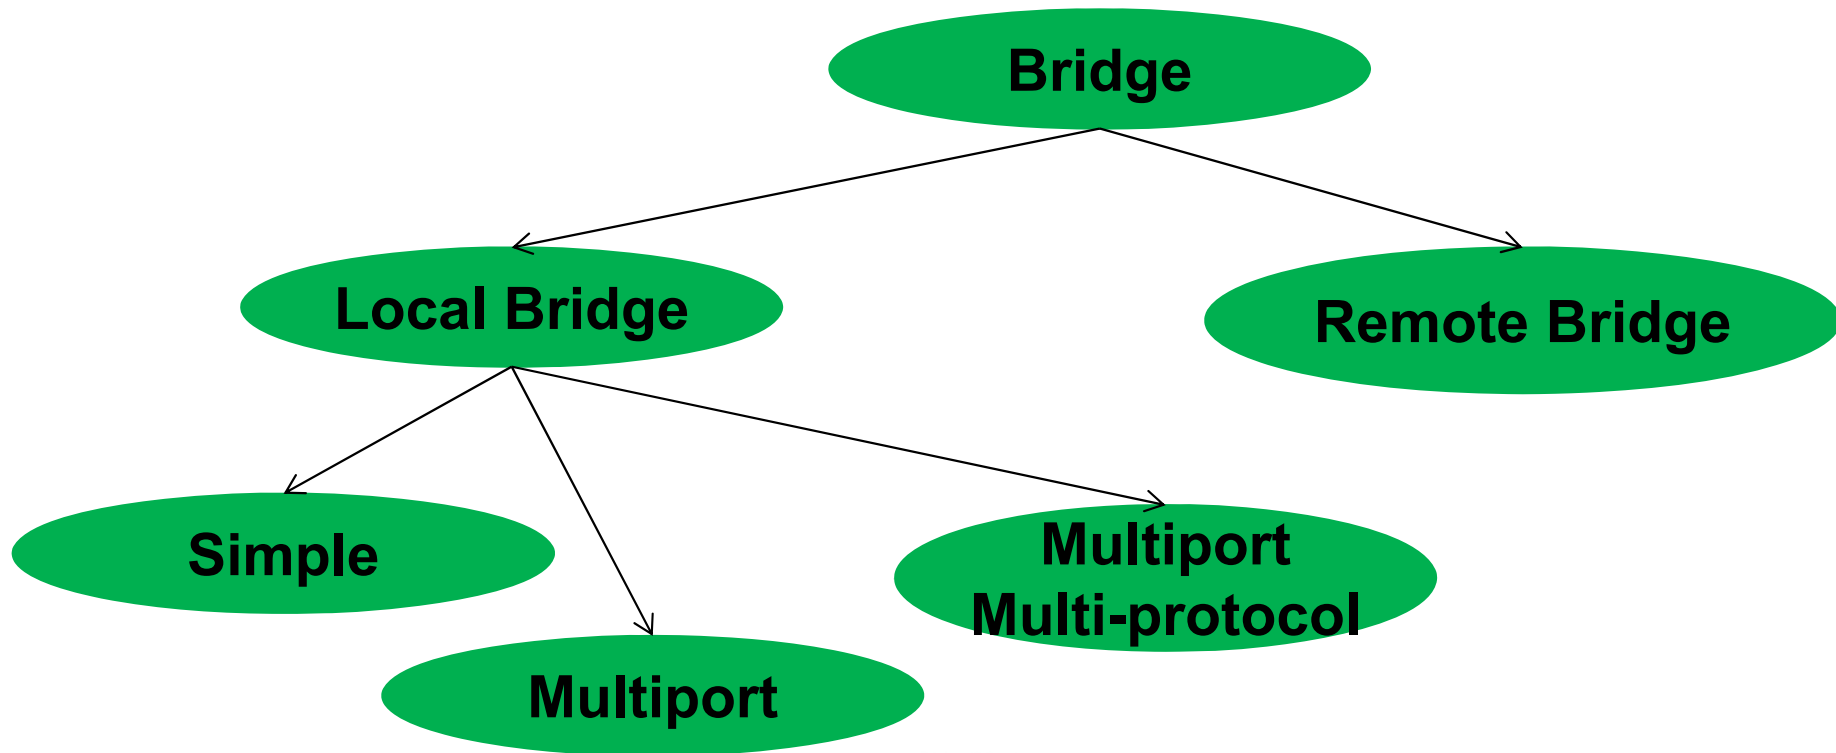 Bridge
Local Bridge
Remote Bridge
Simple
Multiport
Multi-protocol
Multiport